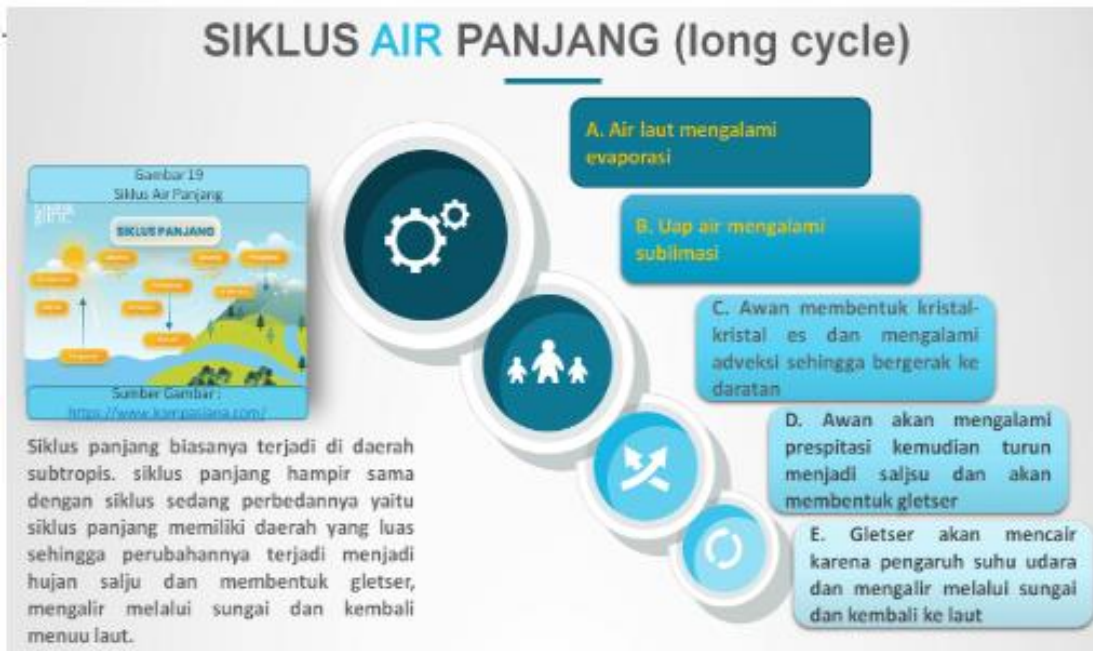 SIKLUS AIR PANJANG (long cycle)
Gambar 19
Siklus Air Panjang
SIKLUS PANJANG
Sumber Gambar :
https://www.kompasiana.com/
Siklus panjang biasanya terjadi di daerah
subtropis. siklus panjang hampir sama
dengan siklus sedang perbedannya yaitu
siklus panjang memiliki daerah yang luas
sehingga perubahannya terjadi menjadi
hujan salju dan membentuk gletser,
mengalir melalui sungai dan kembali
menuu laut.
A. Air laut mengalami
evaporasi
B. Uap air mengalami
sublimasi
C. Awan membentuk kristal-
kristal es dan mengalami
adveksi sehingga bergerak ke
daratan
D. Awan akan mengalami
prespitasi kemudian turun
menjadi saljsu dan akan
membentuk gletser
E. Gletser akan mencair
karena pengaruh suhu udara
dan mengalir melalui sungai
dan kembali ke laut